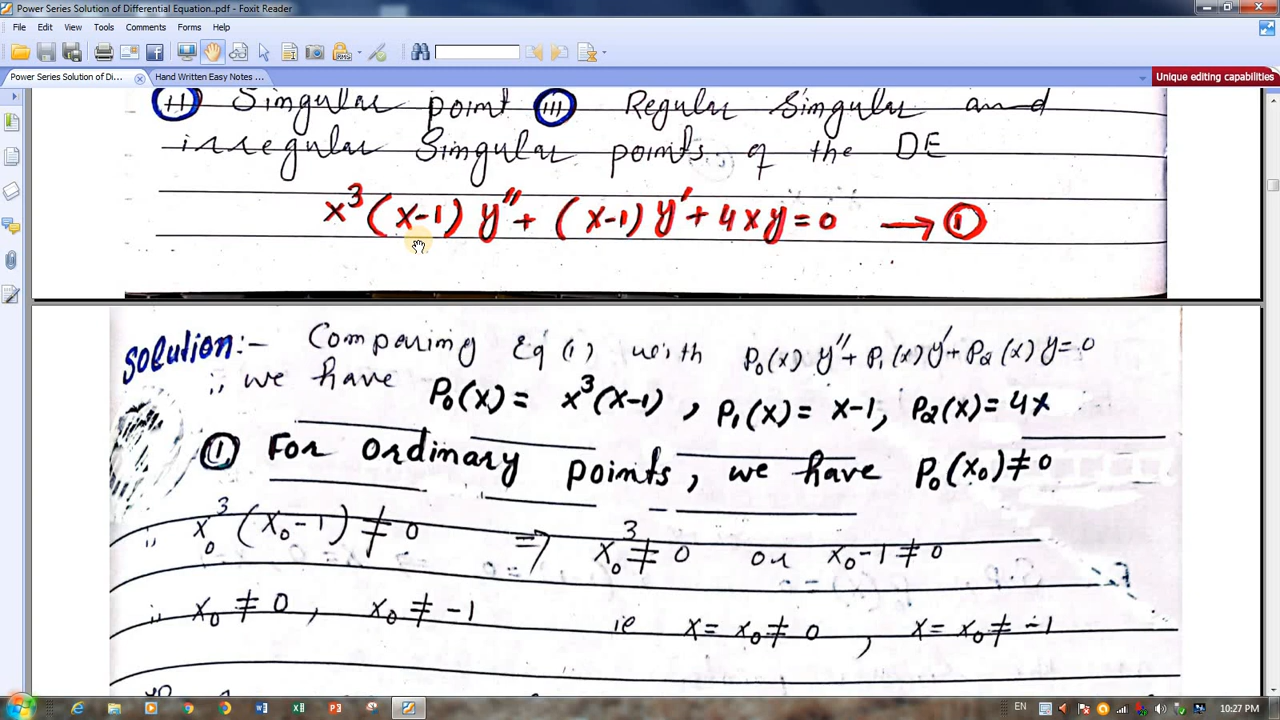 Power Series Solution of Differential Equation..pdf - Foxit Reader
File Edit View Tools Comments Forms Help
Power Series Solution of Di... Hand Written Easy Notes ... Unique editing capabilities
(II) Singular point (III) Regular Singular and
irregular Singular points of the DE
x³(x-1)y″ + (x-1)y′ + 4xy = 0 → ①
Solution:- Comparing Eq (1) with P₀(x)y″ + P₁(x)y′ + P₂(x)y = 0
∴ we have P₀(x) = x³(x-1), P₁(x) = x-1, P₂(x) = 4x
① For Ordinary points, we have P₀(x₀) ≠ 0
∴ x₀³(x₀-1) ≠ 0 ⇒ x₀³ ≠ 0 or x₀-1 ≠ 0
∴ x₀ ≠ 0, x₀ ≠ -1 ie x = x₀ ≠ 0, x = x₀ ≠ -1
EN 10:27 PM